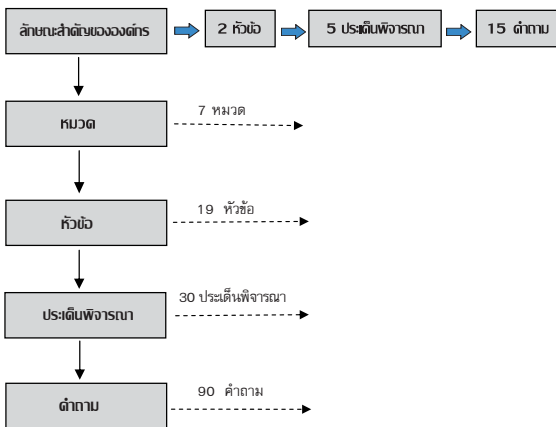 ลักษณะสำคัญขององค์กร 2 หัวข้อ 5 ประเด็นพิจารณา 15 คำถาม
หมวด 7 หมวด
หัวข้อ 19 หัวข้อ
ประเด็นพิจารณา 30 ประเด็นพิจารณา
คำถาม 90 คำถาม